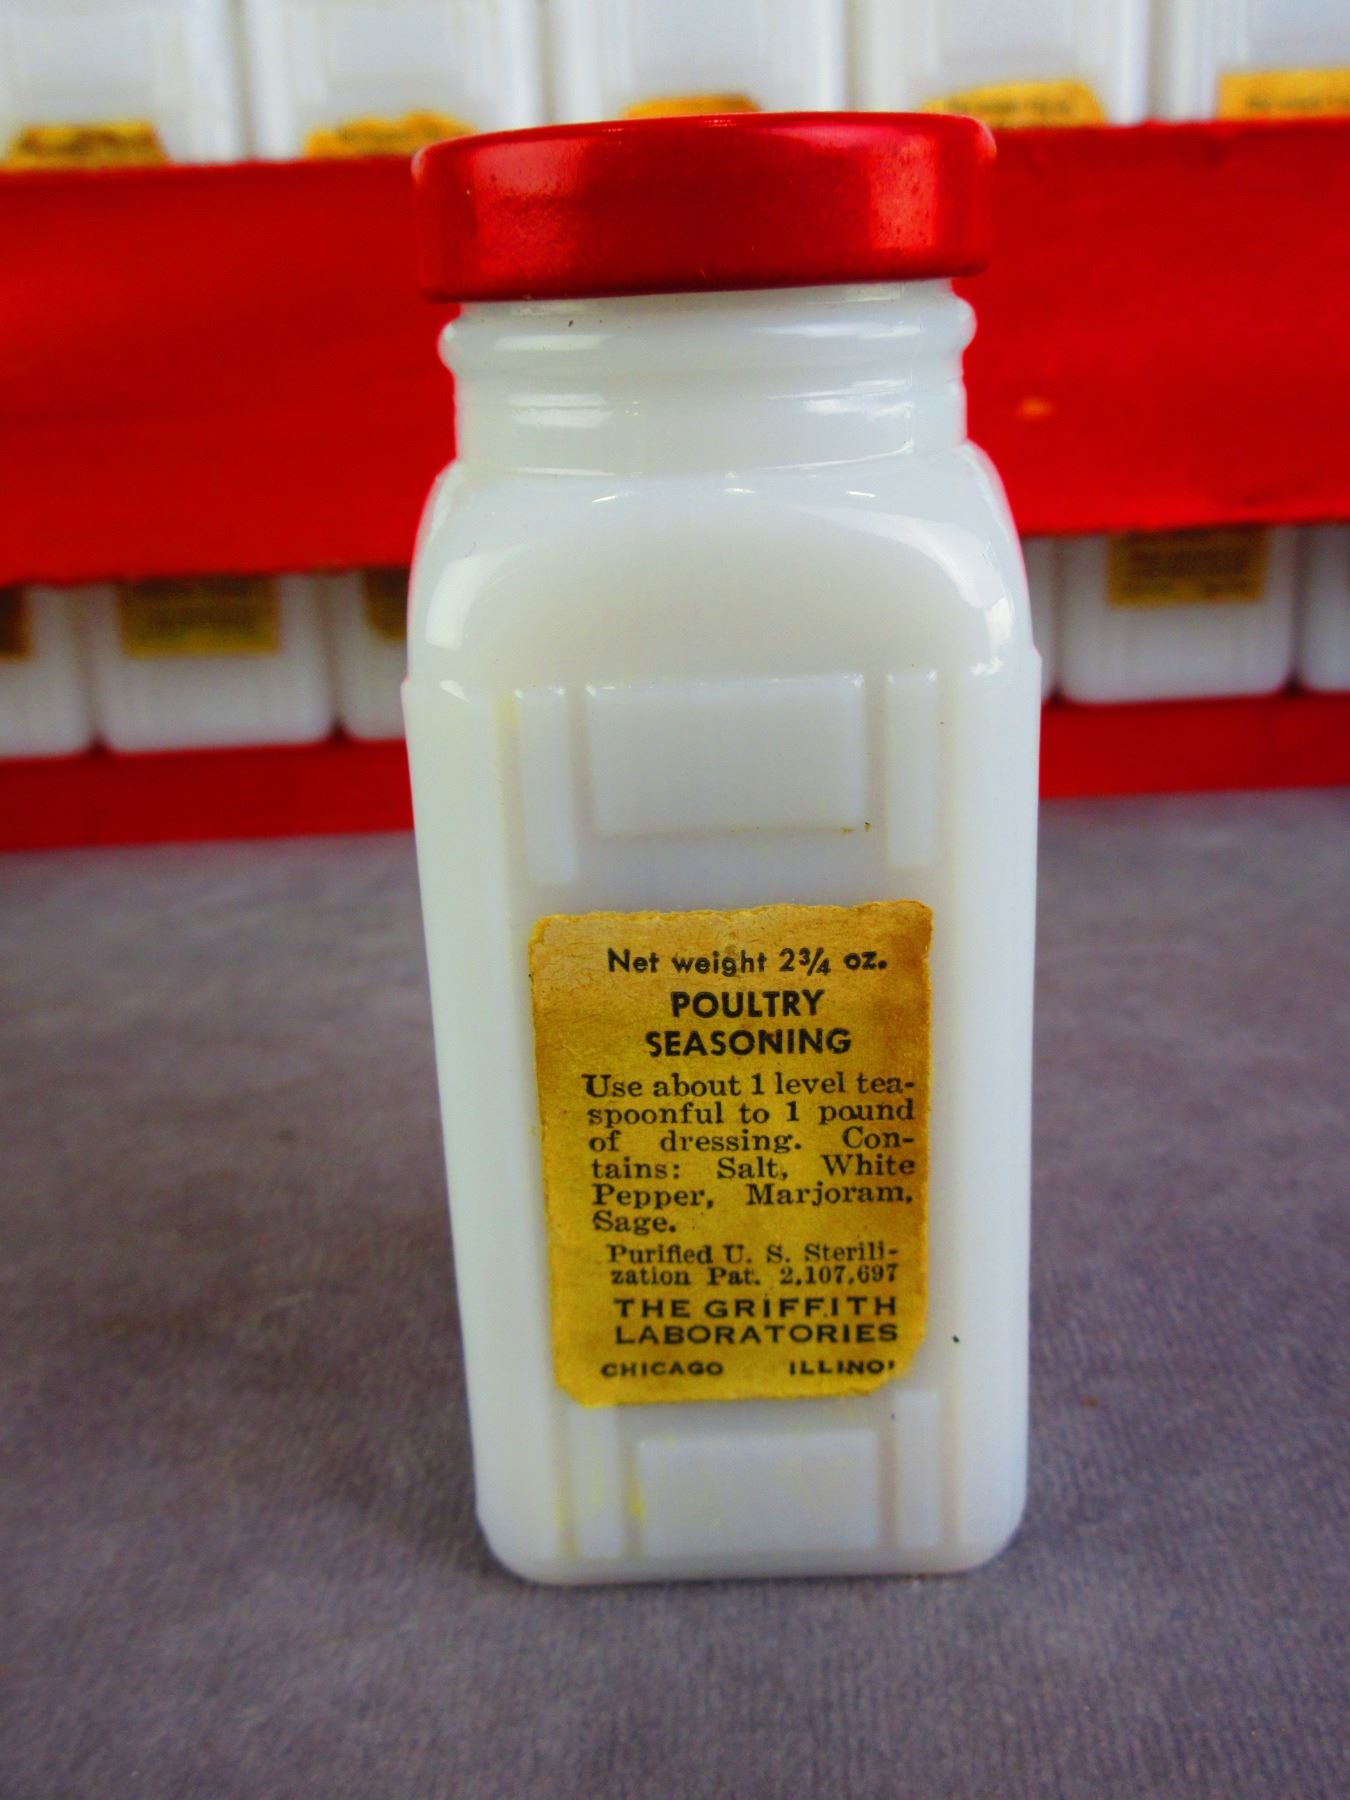 Net weight 2¾ oz.
POULTRY
SEASONING
Use about 1 level tea-
spoonful to 1 pound
of dressing. Con-
tains: Salt, White
Pepper, Marjoram,
Sage.
Purified U. S. Sterili-
zation Pat. 2,107,697
THE GRIFFITH
LABORATORIES
CHICAGO ILLINOI